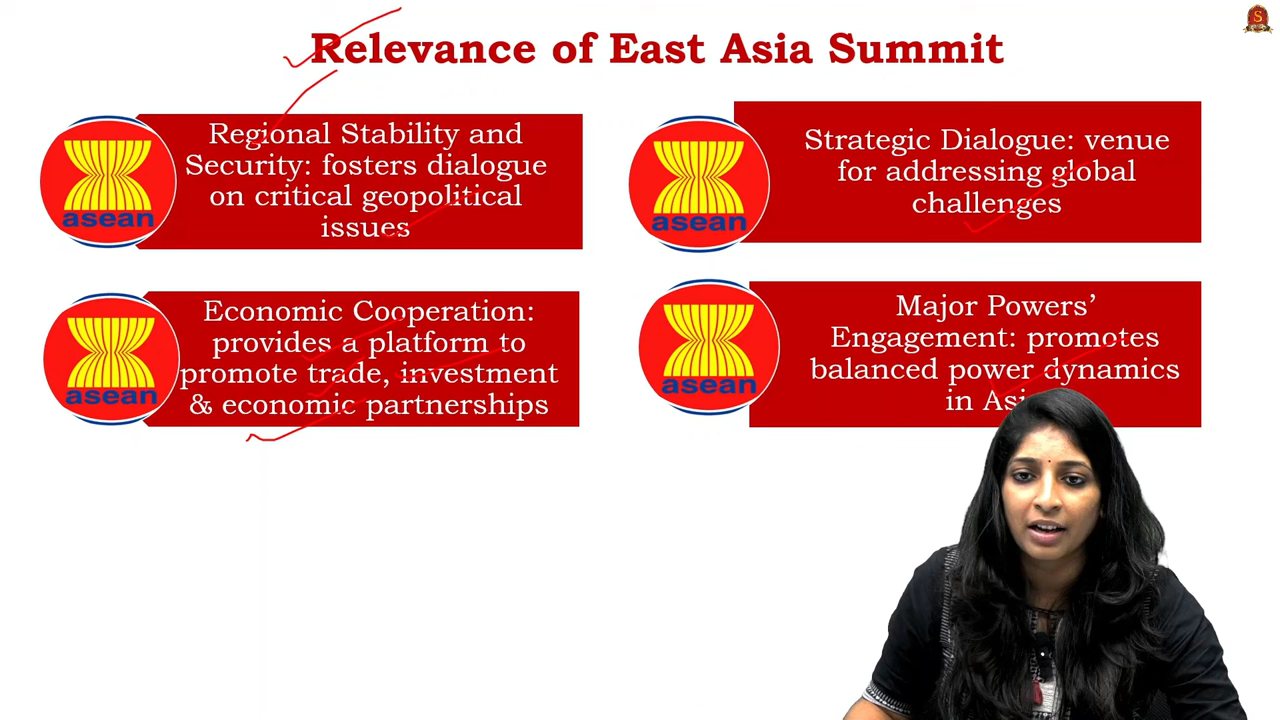 Relevance of East Asia Summit
Regional Stability and
Security: fosters dialogue
on critical geopolitical
issues
asean
Strategic Dialogue: venue
for addressing global
challenges
asean
Economic Cooperation:
provides a platform to
promote trade, investment
& economic partnerships
asean
Major Powers’
Engagement: promotes
balanced power dynamics
in
asean
S